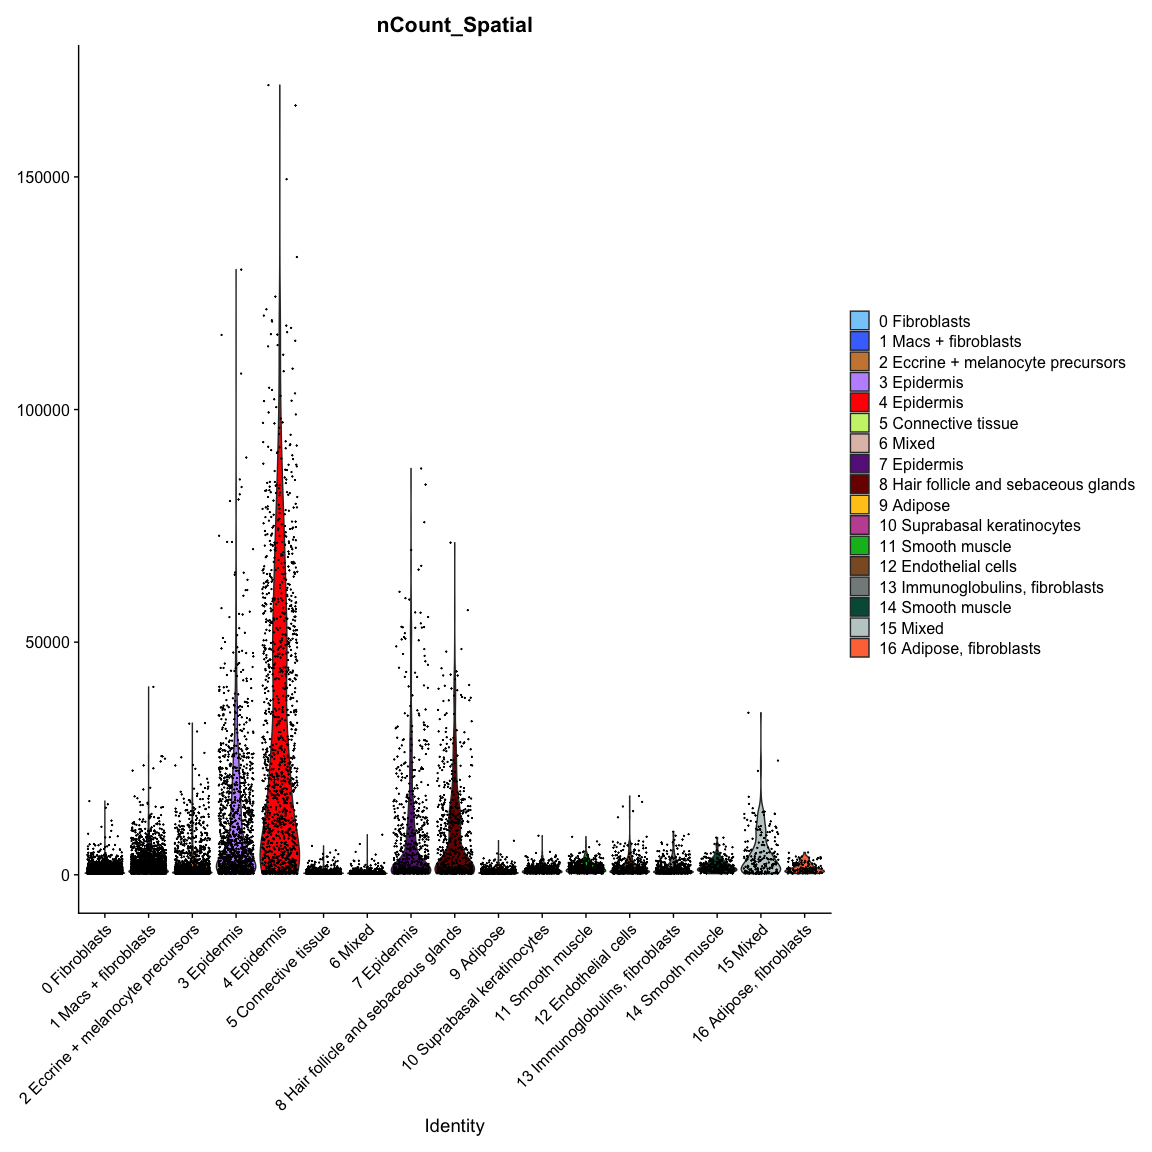 nCount_Spatial
150000
100000
50000
0
0 Fibroblasts
1 Macs + fibroblasts
2 Eccrine + melanocyte precursors
3 Epidermis
4 Epidermis
5 Connective tissue
6 Mixed
7 Epidermis
8 Hair follicle and sebaceous glands
9 Adipose
10 Suprabasal keratinocytes
11 Smooth muscle
12 Endothelial cells
13 Immunoglobulins, fibroblasts
14 Smooth muscle
15 Mixed
16 Adipose, fibroblasts
Identity
0 Fibroblasts
1 Macs + fibroblasts
2 Eccrine + melanocyte precursors
3 Epidermis
4 Epidermis
5 Connective tissue
6 Mixed
7 Epidermis
8 Hair follicle and sebaceous glands
9 Adipose
10 Suprabasal keratinocytes
11 Smooth muscle
12 Endothelial cells
13 Immunoglobulins, fibroblasts
14 Smooth muscle
15 Mixed
16 Adipose, fibroblasts